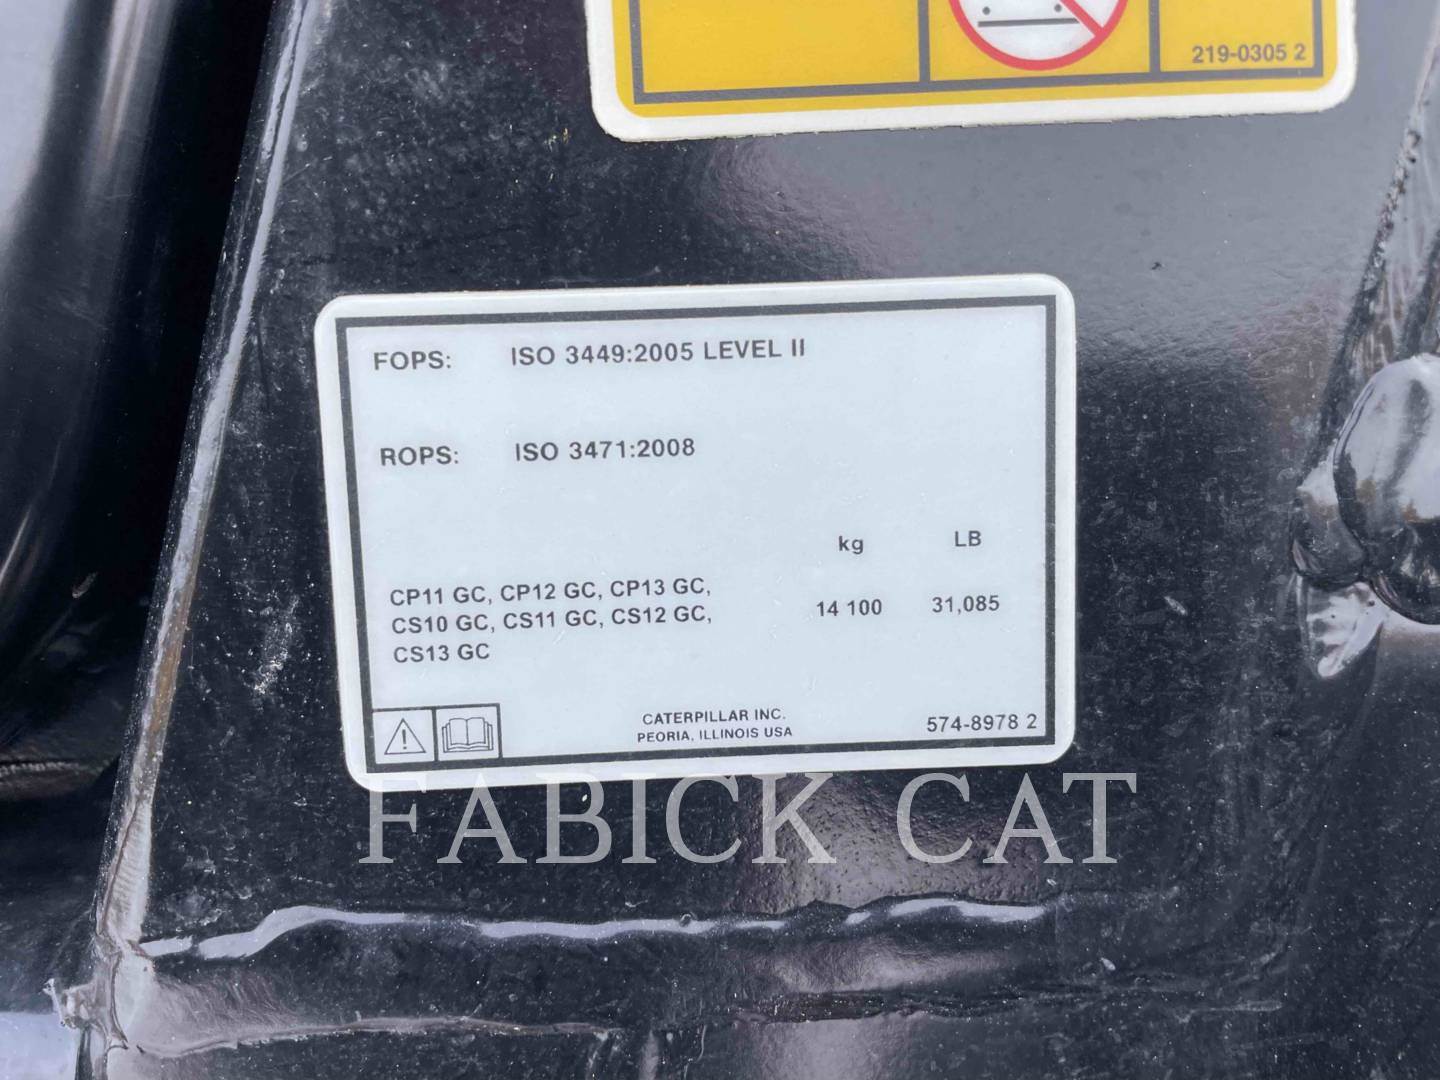 219-0305 2
FOPS: ISO 3449:2005 LEVEL II
ROPS: ISO 3471:2008
kg LB
CP11 GC, CP12 GC, CP13 GC,
CS10 GC, CS11 GC, CS12 GC, 14 100 31,085
CS13 GC
CATERPILLAR INC.
PEORIA, ILLINOIS USA
574-8978 2
FABICK CAT